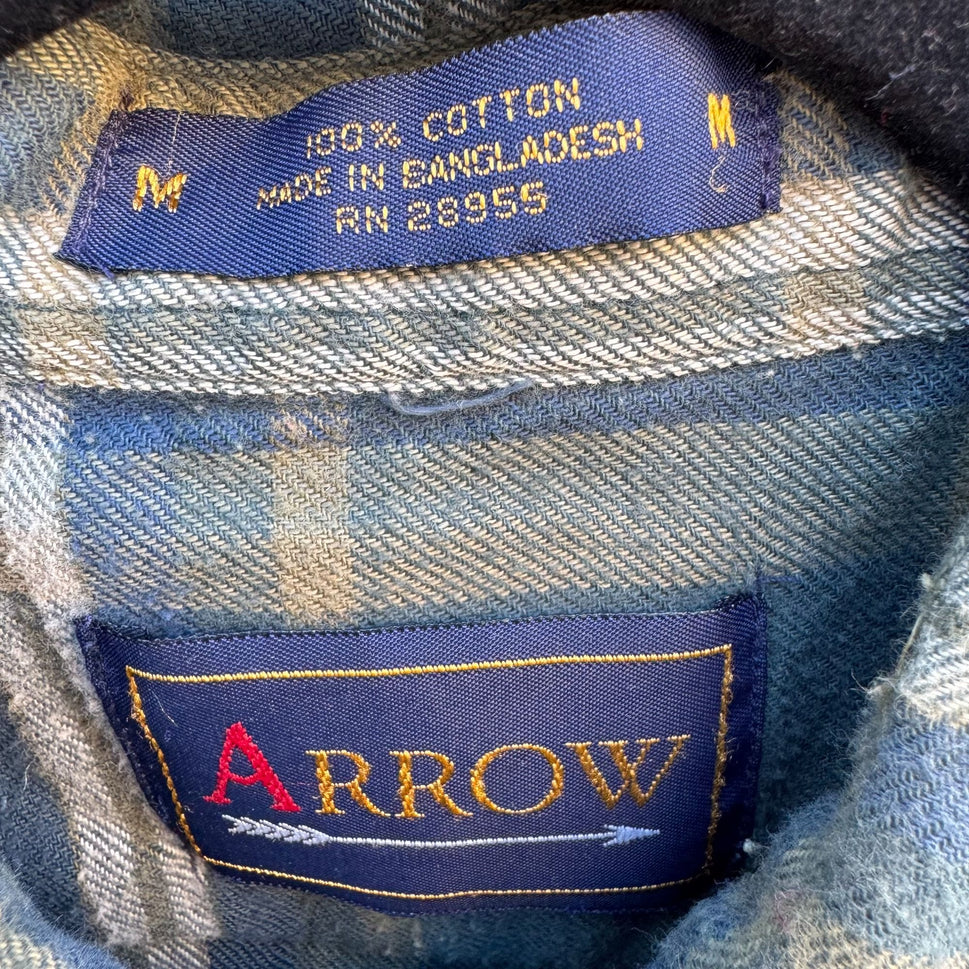 M 100% COTTON M
MADE IN BANGLADESH
RN 28955
ARROW